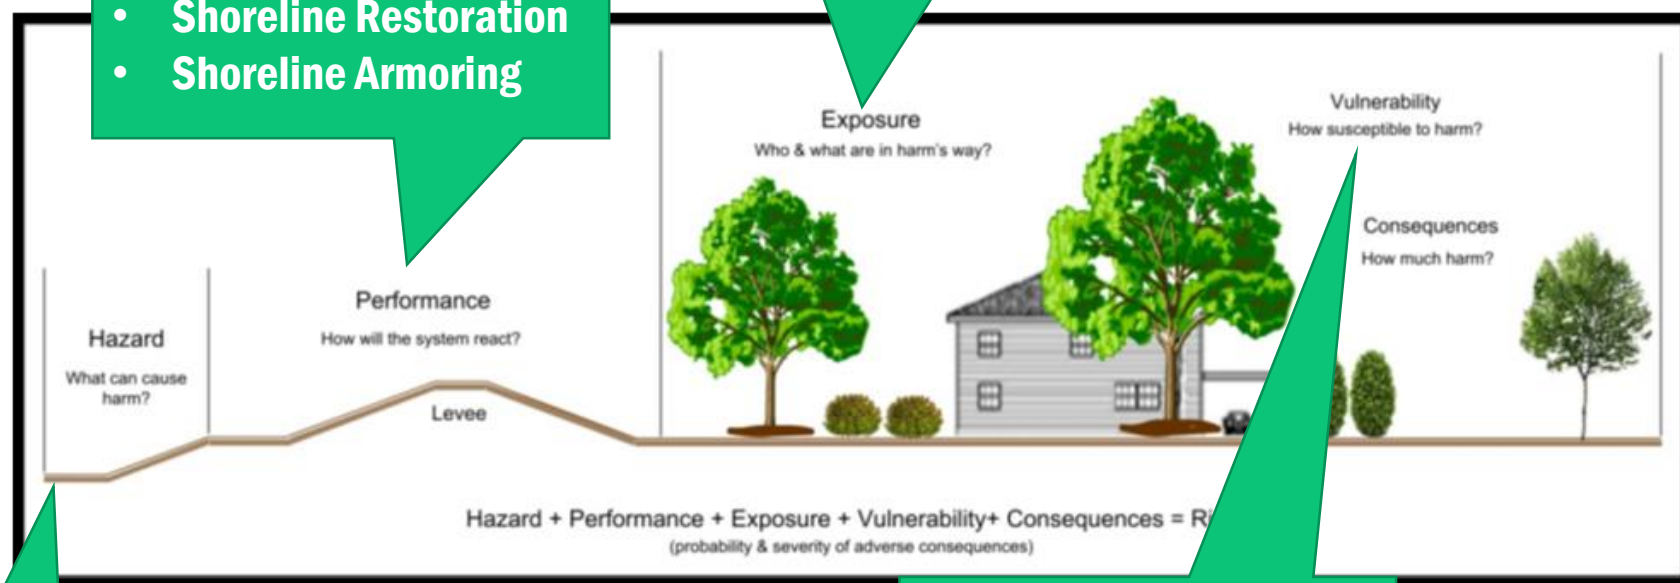 • Shoreline Restoration
• Shoreline Armoring
Exposure
Who & what are in harm's way?
Vulnerability
How susceptible to harm?
Consequences
How much harm?
Performance
How will the system react?
Hazard
What can cause
harm?
Levee
Hazard + Performance + Exposure + Vulnerability+ Consequences =
(probability & severity of adverse consequences)